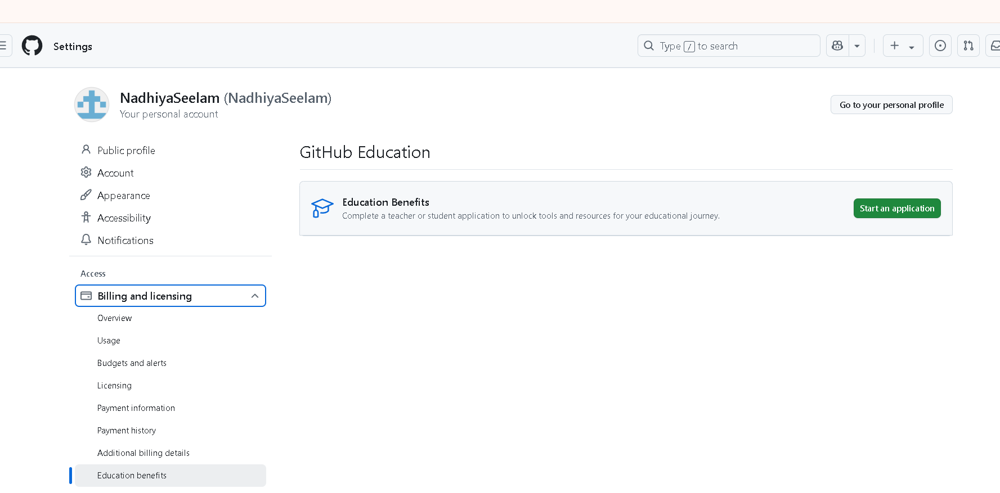 Settings
Type / to search
NadhiyaSeelam (NadhiyaSeelam)
Your personal account
Go to your personal profile
Public profile
Account
Appearance
Accessibility
Notifications
Access
Billing and licensing
Overview
Usage
Budgets and alerts
Licensing
Payment information
Payment history
Additional billing details
Education benefits
GitHub Education
Education Benefits
Complete a teacher or student application to unlock tools and resources for your educational journey.
Start an application